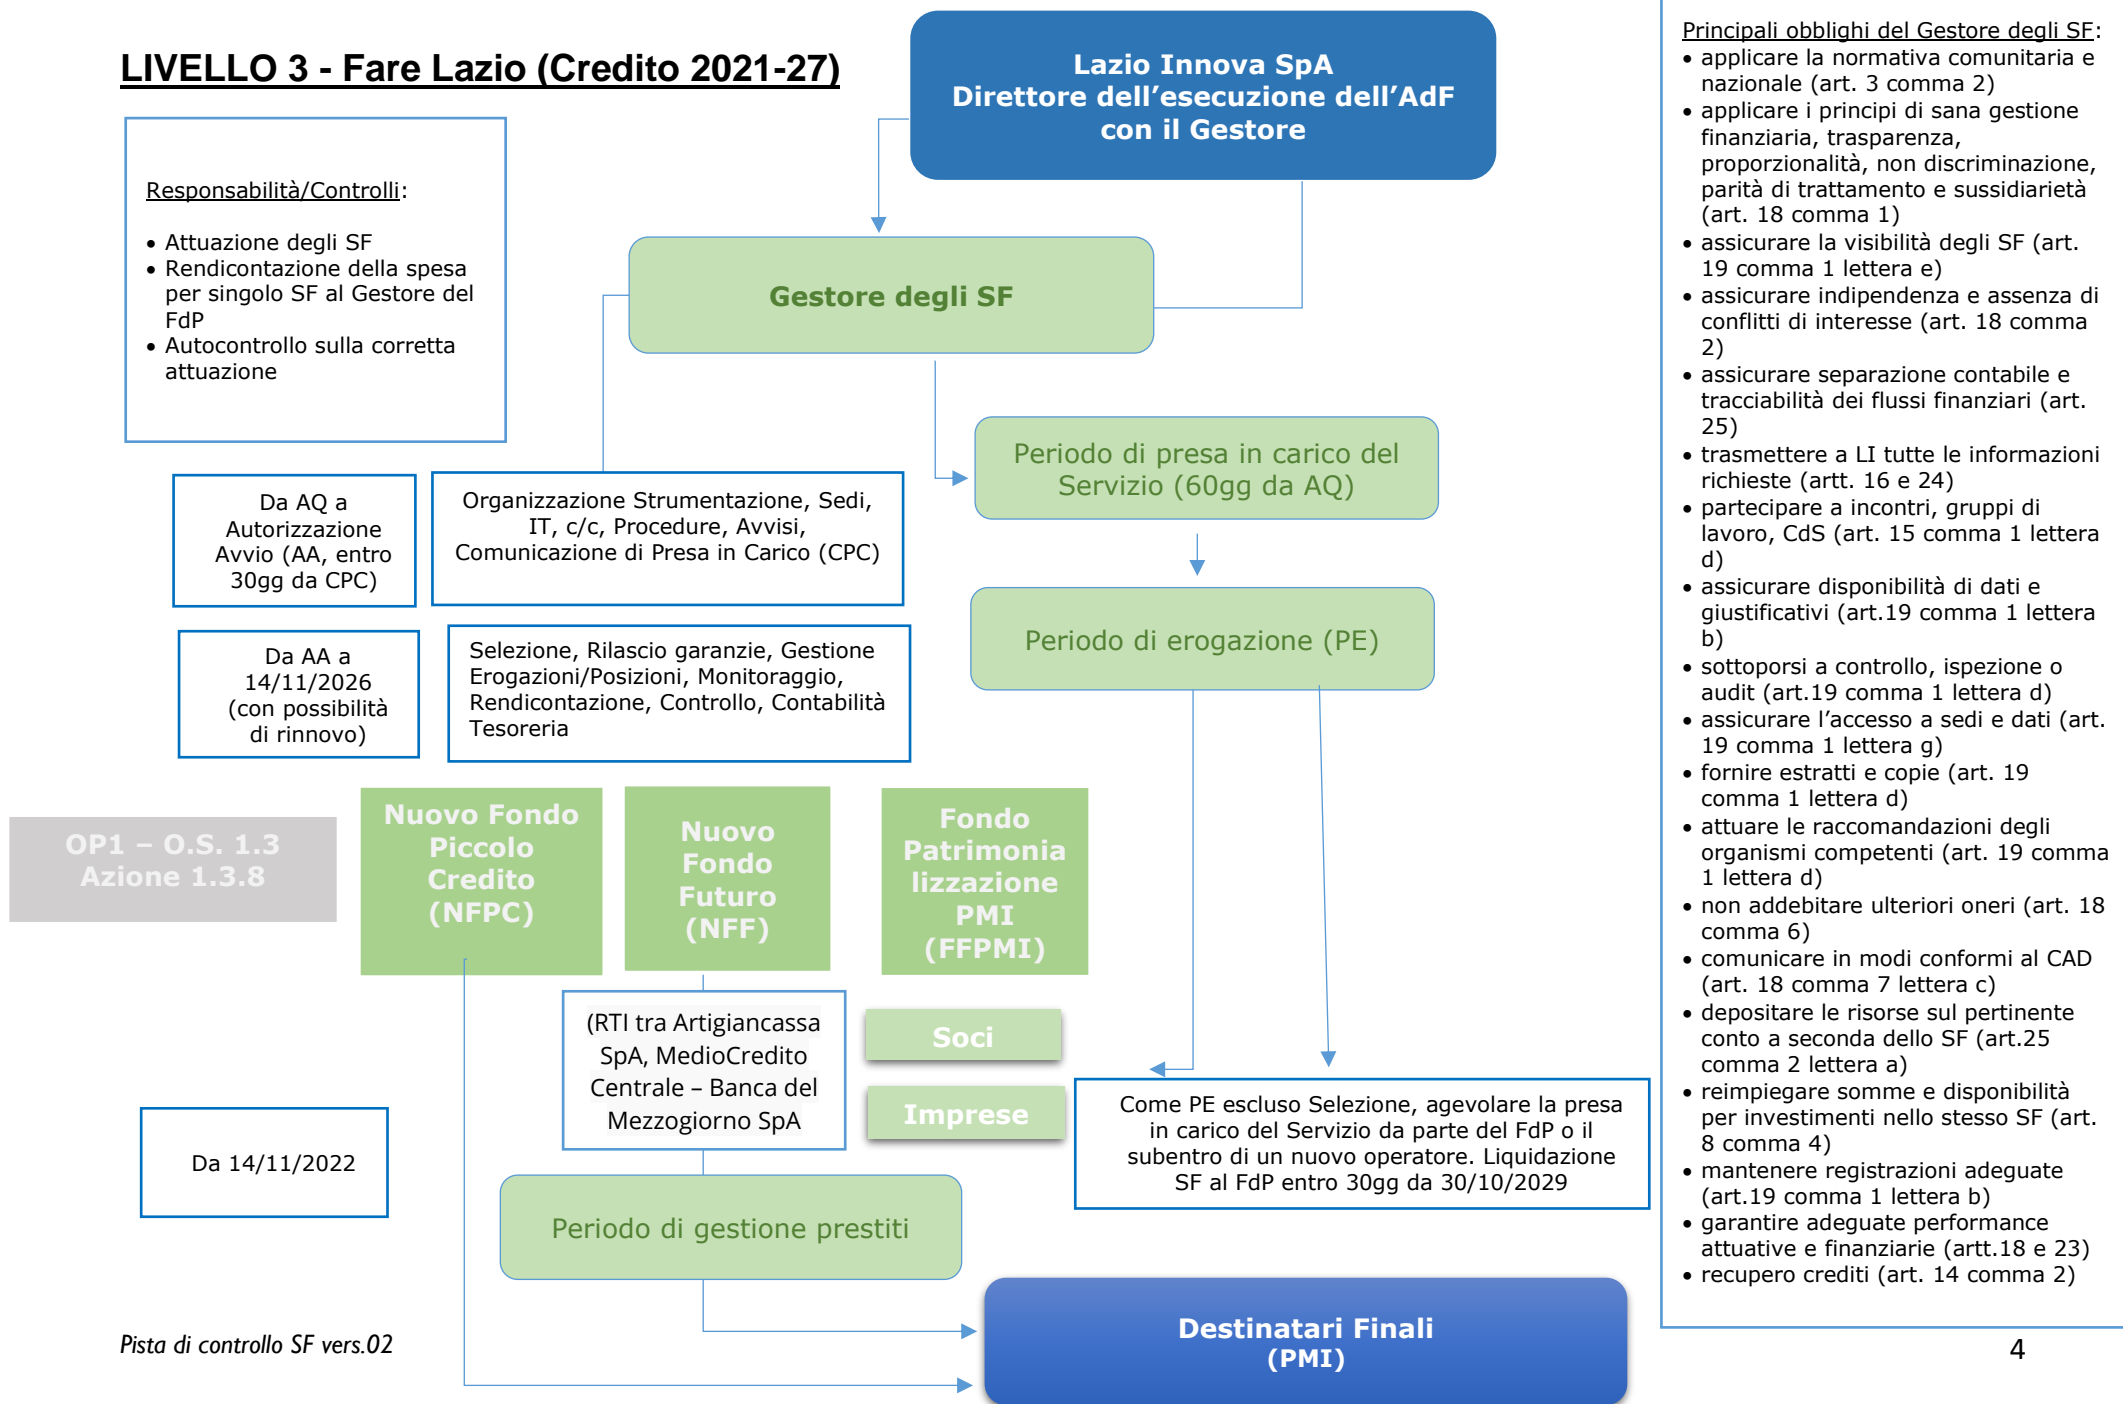 LIVELLO 3 - Fare Lazio (Credito 2021-27)
Lazio Innova SpA
Direttore dell’esecuzione dell’AdF
con il Gestore
Responsabilità/Controlli:
• Attuazione degli SF
• Rendicontazione della spesa
per singolo SF al Gestore del
FdP
• Autocontrollo sulla corretta
attuazione
Gestore degli SF
Periodo di presa in carico del
Servizio (60gg da AQ)
Da AQ a
Autorizzazione
Avvio (AA, entro
30gg da CPC)
Organizzazione Strumentazione, Sedi,
IT, c/c, Procedure, Avvisi,
Comunicazione di Presa in Carico (CPC)
Periodo di erogazione (PE)
Da AA a
14/11/2026
(con possibilità
di rinnovo)
Selezione, Rilascio garanzie, Gestione
Erogazioni/Posizioni, Monitoraggio,
Rendicontazione, Controllo, Contabilità
Tesoreria
OP1 – O.S. 1.3
Azione 1.3.8
Nuovo Fondo
Piccolo
Credito
(NFPC)
Nuovo
Fondo
Futuro
(NFF)
Fondo
Patrimonia
lizzazione
PMI
(FFPMI)
(RTI tra Artigiancassa
SpA, MedioCredito
Centrale – Banca del
Mezzogiorno SpA
Soci
Imprese
Da 14/11/2022
Come PE escluso Selezione, agevolare la presa
in carico del Servizio da parte del FdP o il
subentro di un nuovo operatore. Liquidazione
SF al FdP entro 30gg da 30/10/2029
Periodo di gestione prestiti
Destinatari Finali
(PMI)
Principali obblighi del Gestore degli SF:
• applicare la normativa comunitaria e
nazionale (art. 3 comma 2)
• applicare i principi di sana gestione
finanziaria, trasparenza,
proporzionalità, non discriminazione,
parità di trattamento e sussidiarietà
(art. 18 comma 1)
• assicurare la visibilità degli SF (art.
19 comma 1 lettera e)
• assicurare indipendenza e assenza di
conflitti di interesse (art. 18 comma
2)
• assicurare separazione contabile e
tracciabilità dei flussi finanziari (art.
25)
• trasmettere a LI tutte le informazioni
richieste (artt. 16 e 24)
• partecipare a incontri, gruppi di
lavoro, CdS (art. 15 comma 1 lettera
d)
• assicurare disponibilità di dati e
giustificativi (art.19 comma 1 lettera
b)
• sottoporsi a controllo, ispezione o
audit (art.19 comma 1 lettera d)
• assicurare l’accesso a sedi e dati (art.
19 comma 1 lettera g)
• fornire estratti e copie (art. 19
comma 1 lettera d)
• attuare le raccomandazioni degli
organismi competenti (art. 19 comma
1 lettera d)
• non addebitare ulteriori oneri (art. 18
comma 6)
• comunicare in modi conformi al CAD
(art. 18 comma 7 lettera c)
• depositare le risorse sul pertinente
conto a seconda dello SF (art.25
comma 2 lettera a)
• reimpiegare somme e disponibilità
per investimenti nello stesso SF (art.
8 comma 4)
• mantenere registrazioni adeguate
(art.19 comma 1 lettera b)
• garantire adeguate performance
attuative e finanziarie (artt.18 e 23)
• recupero crediti (art. 14 comma 2)
Pista di controllo SF vers.02
4